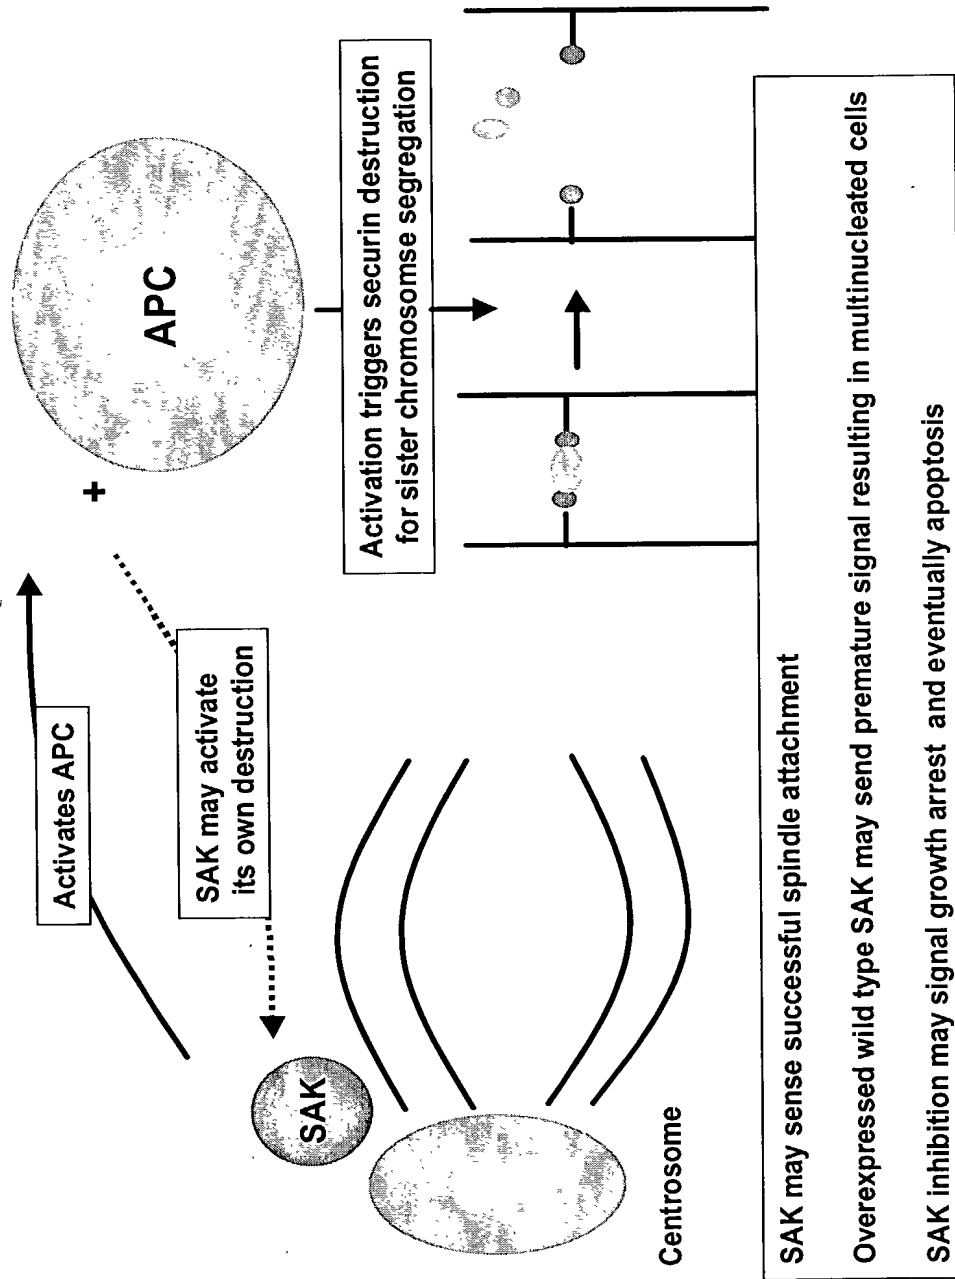 Activates APC
SAK may activate
its own destruction
+
APC
SAK
Activation triggers securin destruction
for sister chromosomse segregation
Centrosome
SAK may sense successful spindle attachment
Overexpressed wild type SAK may send premature signal resulting in multinucleated cells
SAK inhibition may signal growth arrest and eventually apoptosis